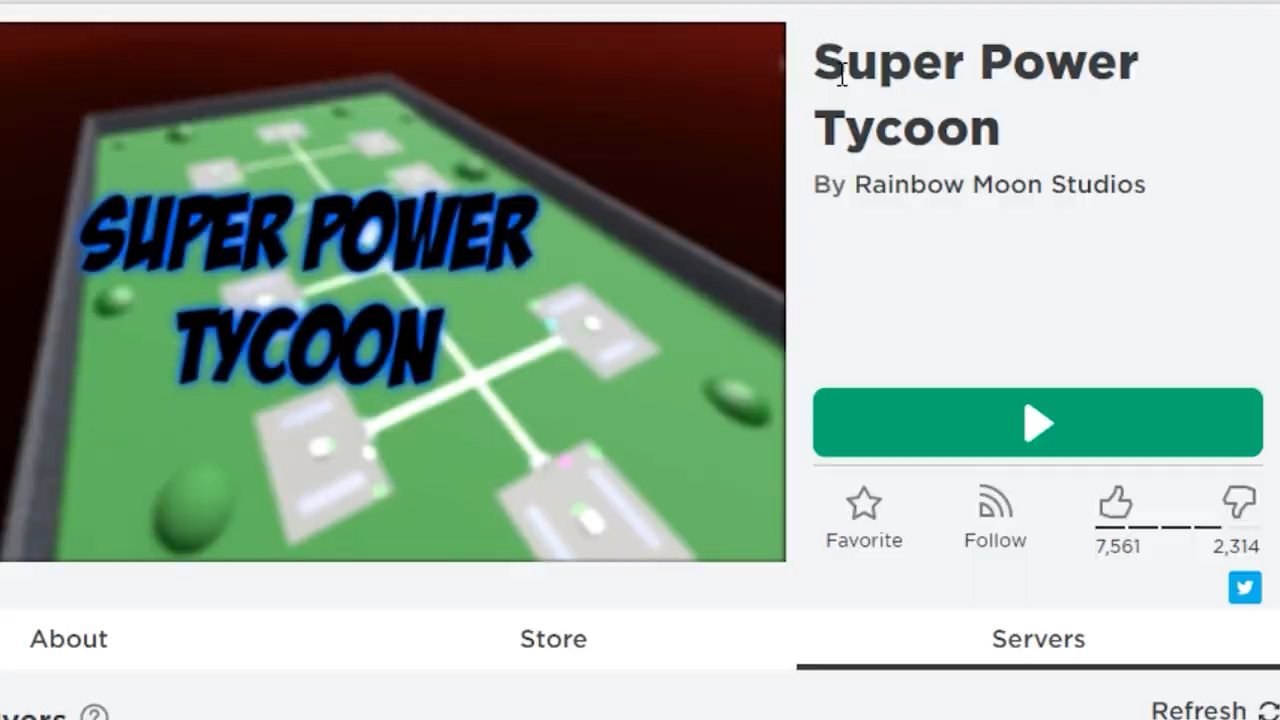 Super Power
Tycoon
By Rainbow Moon Studios
SUPER POWER
TYCOON
Favorite
Follow
7,561
2,314
About
Store
Servers
Refresh